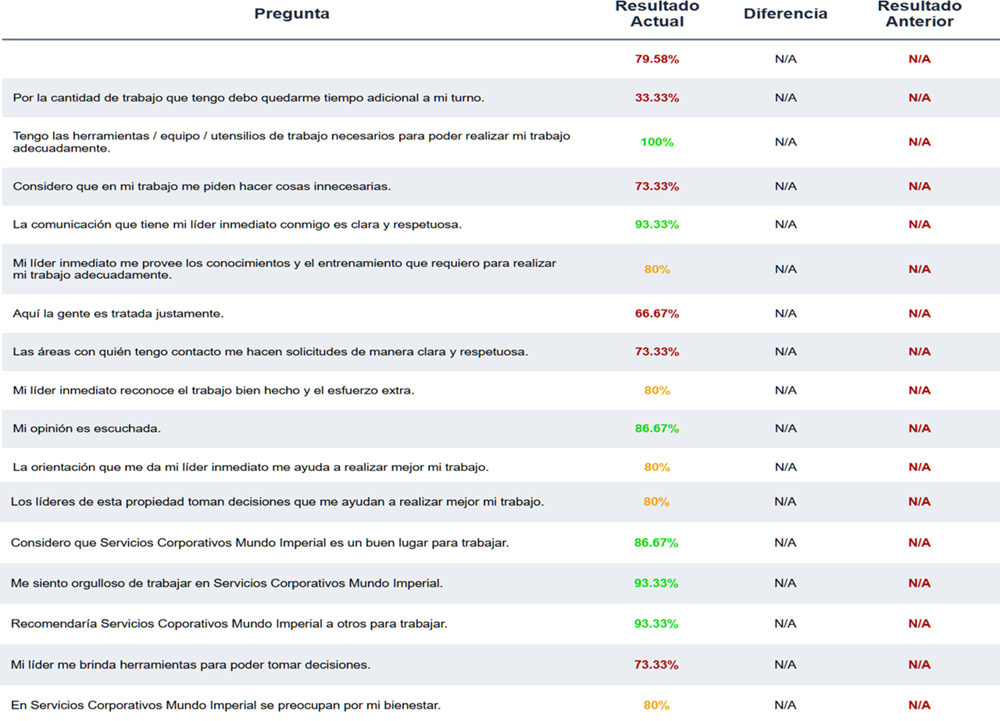 Pregunta Resultado Actual Diferencia Resultado Anterior
79.58% N/A N/A
Por la cantidad de trabajo que tengo debo quedarme tiempo adicional a mi turno. 33.33% N/A N/A
Tengo las herramientas / equipo / utensilios de trabajo necesarios para poder realizar mi trabajo
adecuadamente. 100% N/A N/A
Considero que en mi trabajo me piden hacer cosas innecesarias. 73.33% N/A N/A
La comunicación que tiene mi líder inmediato conmigo es clara y respetuosa. 93.33% N/A N/A
Mi líder inmediato me provee los conocimientos y el entrenamiento que requiero para realizar
mi trabajo adecuadamente. 80% N/A N/A
Aquí la gente es tratada justamente. 66.67% N/A N/A
Las áreas con quién tengo contacto me hacen solicitudes de manera clara y respetuosa. 73.33% N/A N/A
Mi líder inmediato reconoce el trabajo bien hecho y el esfuerzo extra. 80% N/A N/A
Mi opinión es escuchada. 86.67% N/A N/A
La orientación que me da mi líder inmediato me ayuda a realizar mejor mi trabajo. 80% N/A N/A
Los líderes de esta propiedad toman decisiones que me ayudan a realizar mejor mi trabajo. 80% N/A N/A
Considero que Servicios Corporativos Mundo Imperial es un buen lugar para trabajar. 86.67% N/A N/A
Me siento orgulloso de trabajar en Servicios Corporativos Mundo Imperial. 93.33% N/A N/A
Recomendaría Servicios Coporativos Mundo Imperial a otros para trabajar. 93.33% N/A N/A
Mi líder me brinda herramientas para poder tomar decisiones. 73.33% N/A N/A
En Servicios Corporativos Mundo Imperial se preocupan por mi bienestar. 80% N/A N/A